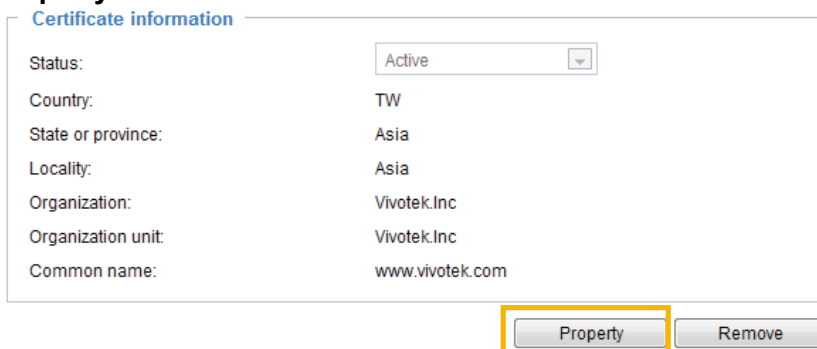 Certificate information
Status: Active
Country: TW
State or province: Asia
Locality: Asia
Organization: Vivotek.Inc
Organization unit: Vivotek.Inc
Common name: www.vivotek.com
Property Remove